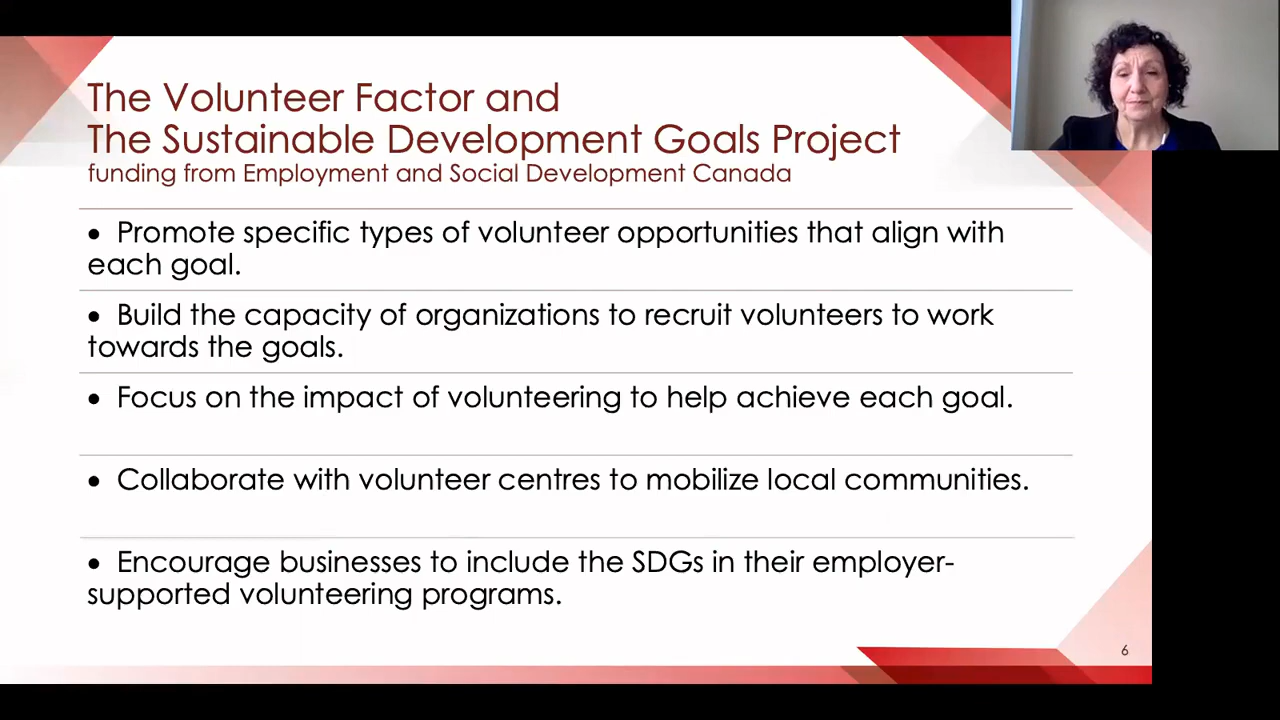 The Volunteer Factor and
The Sustainable Development Goals Project
funding from Employment and Social Development Canada
• Promote specific types of volunteer opportunities that align with
each goal.
• Build the capacity of organizations to recruit volunteers to work
towards the goals.
• Focus on the impact of volunteering to help achieve each goal.
• Collaborate with volunteer centres to mobilize local communities.
• Encourage businesses to include the SDGs in their employer-
supported volunteering programs.
6